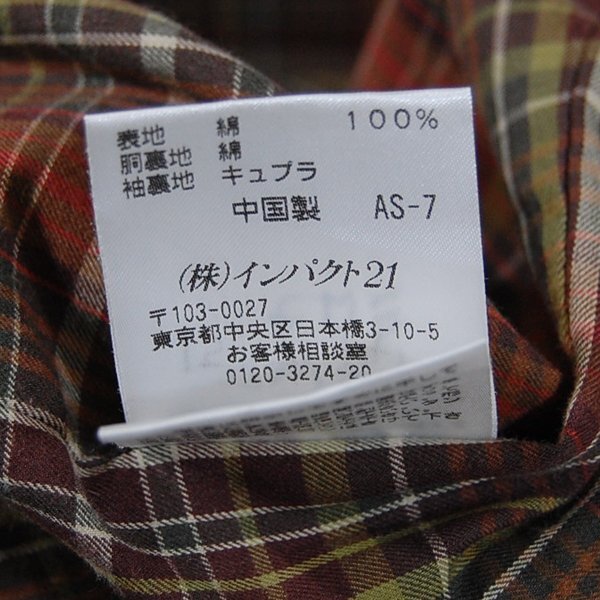 表地 綿 100%
胴裏地 綿
袖裏地 キュプラ
中国製 AS-7
(株)インパクト21
〒103-0027
東京都中央区日本橋3-10-5
お客様相談室
0120-3274-20